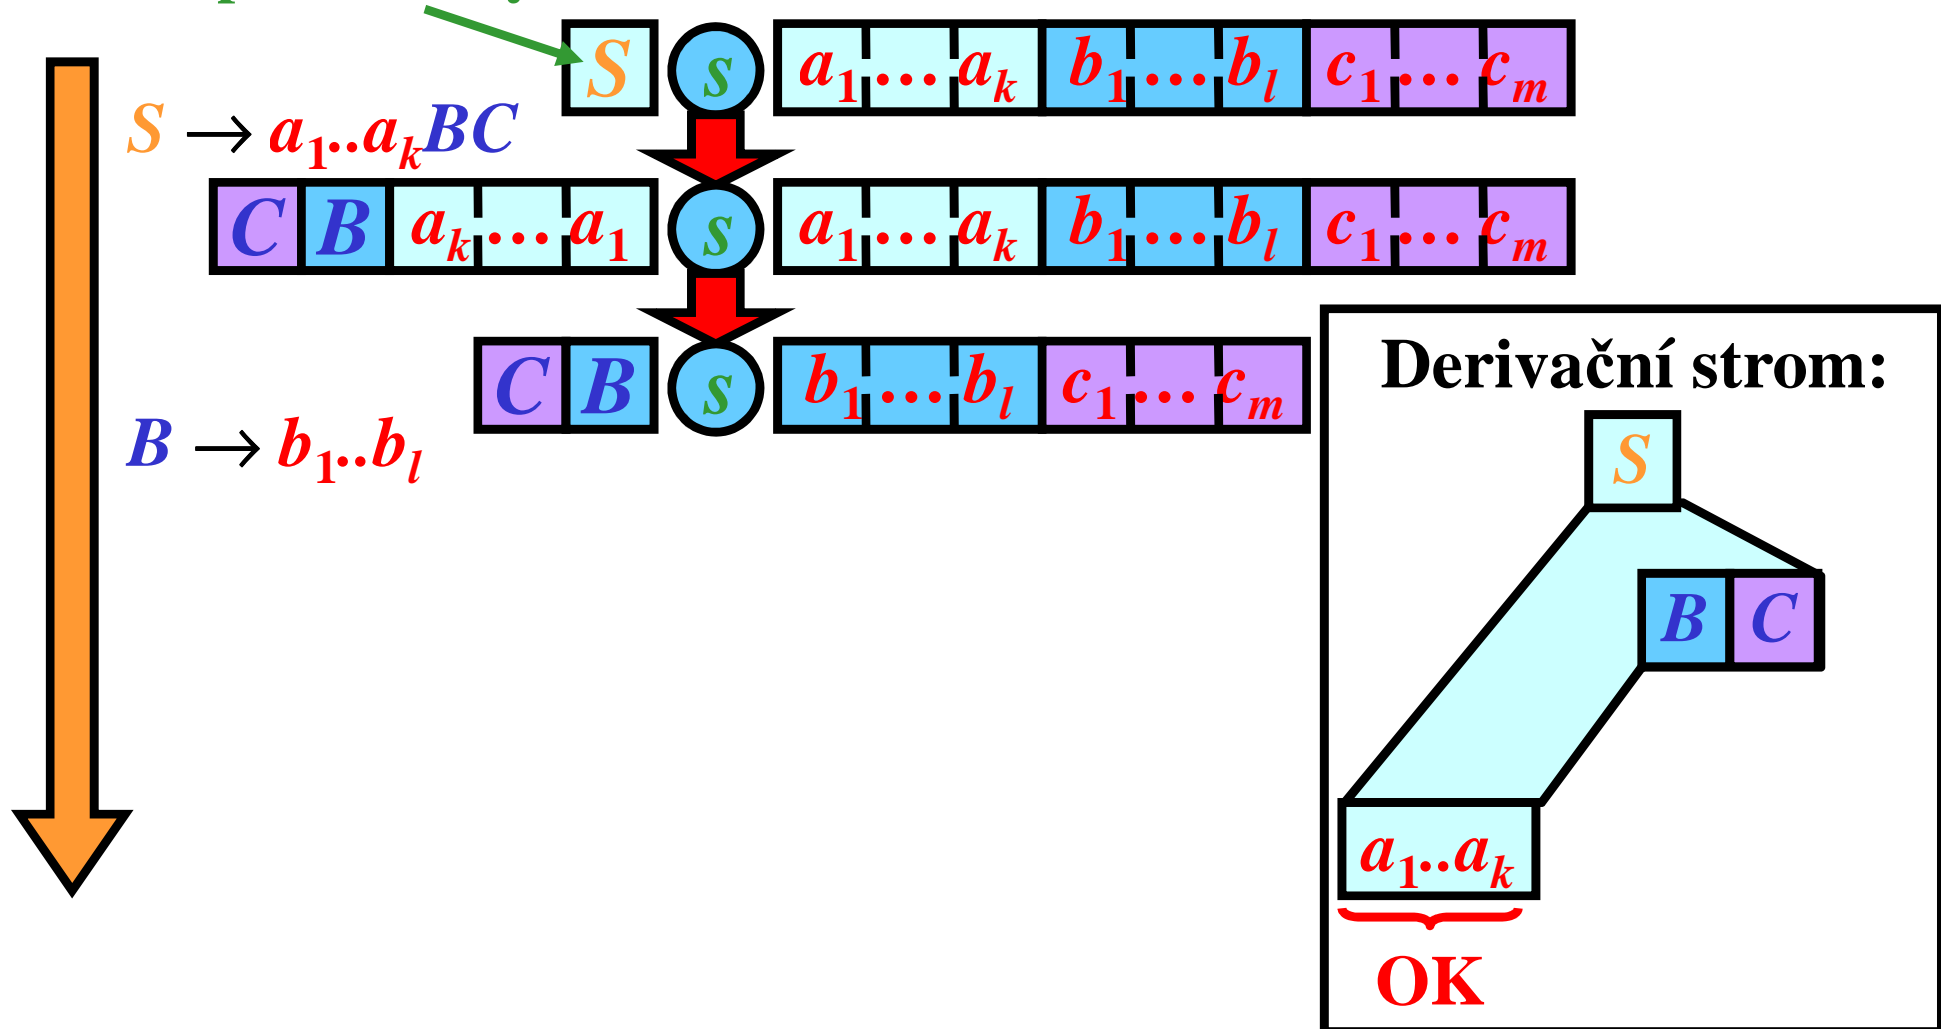 S s a₁ … aₖ b₁ … bₗ c₁ … cₘ
S → a₁..aₖBC
C B aₖ … a₁ s a₁ … aₖ b₁ … bₗ c₁ … cₘ
C B s b₁ … bₗ c₁ … cₘ
B → b₁..bₗ
Derivační strom:
S
B C
a₁..aₖ
OK